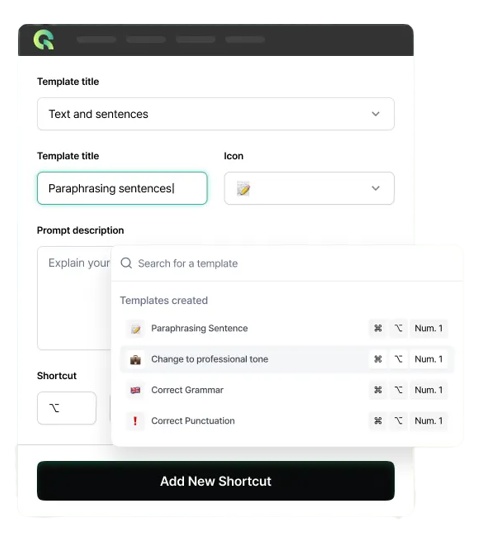 Template title
Text and sentences
Template title
Icon
Paraphrasing sentences
Prompt description
Explain your
Search for a template
Templates created
Paraphrasing Sentence ⌘ ⌥ Num. 1
Change to professional tone ⌘ ⌥ Num. 1
Correct Grammar ⌘ ⌥ Num. 1
Correct Punctuation ⌘ ⌥ Num. 1
Shortcut
⌥
Add New Shortcut